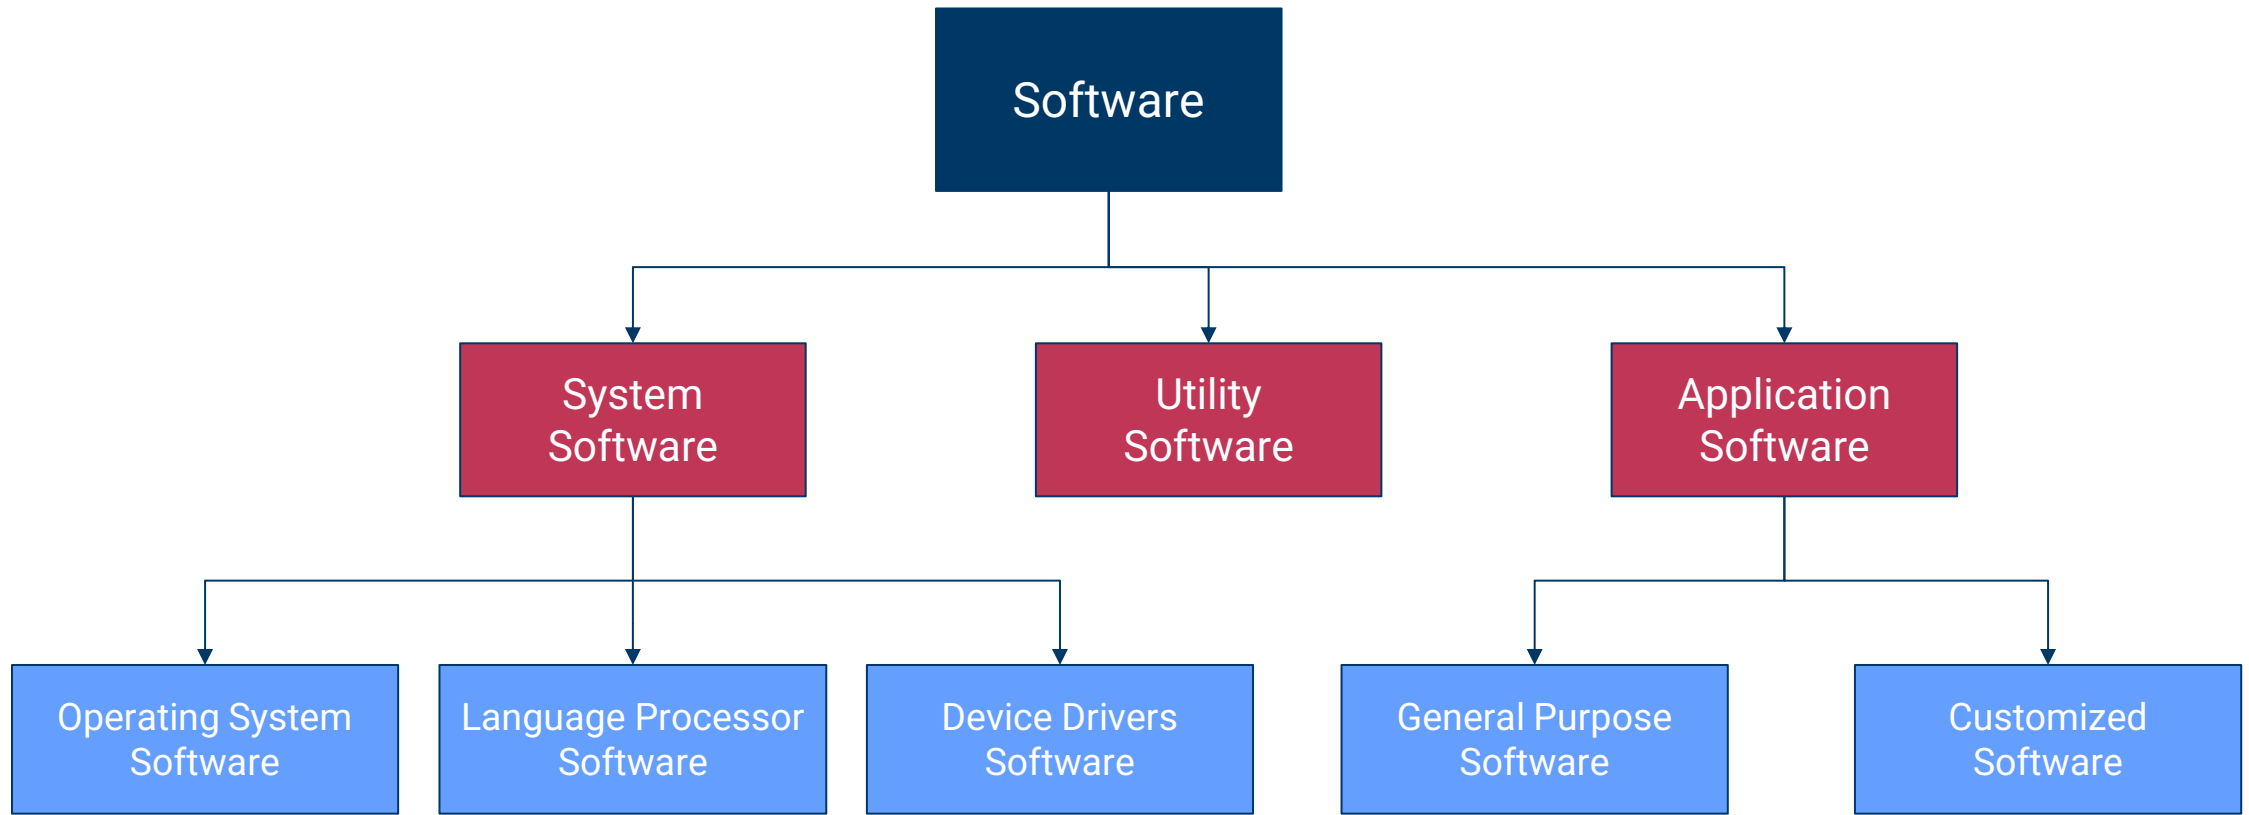 Software
System
Software
Utility
Software
Application
Software
Operating System
Software
Language Processor
Software
Device Drivers
Software
General Purpose
Software
Customized
Software